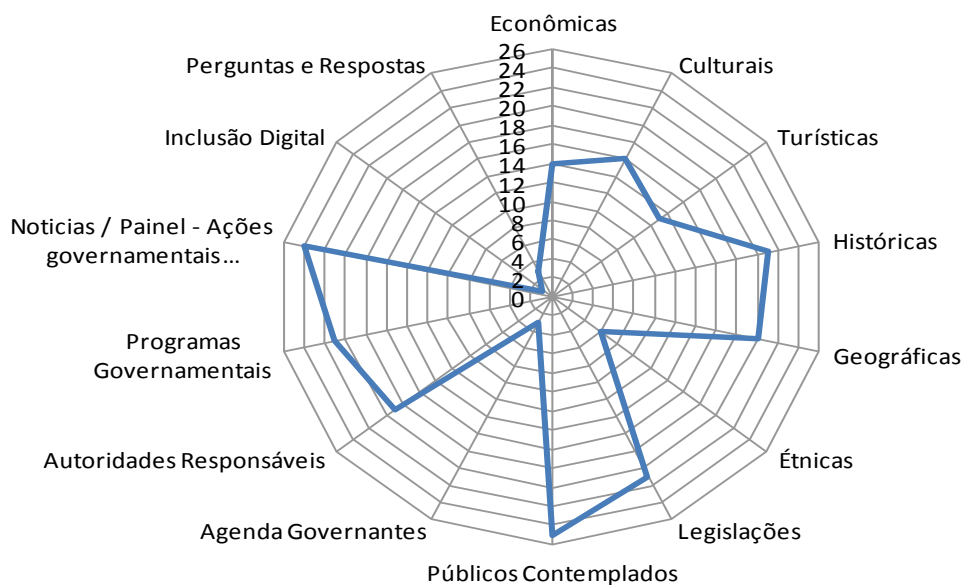 Econômicas
Culturais
Turísticas
Históricas
Geográficas
Étnicas
Legislações
Públicos Contemplados
Agenda Governantes
Autoridades Responsáveis
Programas
Governamentais
Noticias / Painel - Ações
governamentais...
Inclusão Digital
Perguntas e Respostas
26
24
22
20
18
16
14
12
10
8
6
4
2
0